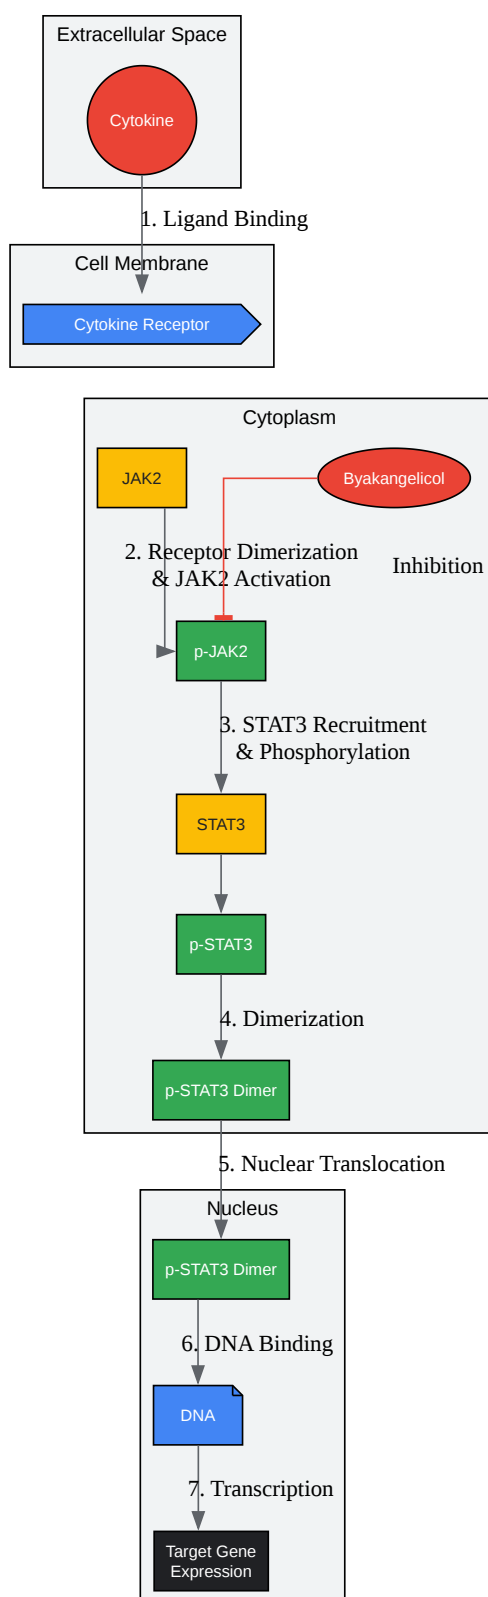 Extracellular Space
Cytokine
1. Ligand Binding
Cell Membrane
Cytokine Receptor
Cytoplasm
JAK2
Byakangelicol
2. Receptor Dimerization
& JAK2 Activation
Inhibition
p-JAK2
3. STAT3 Recruitment
& Phosphorylation
STAT3
p-STAT3
4. Dimerization
p-STAT3 Dimer
5. Nuclear Translocation
Nucleus
p-STAT3 Dimer
6. DNA Binding
DNA
7. Transcription
Target Gene
Expression